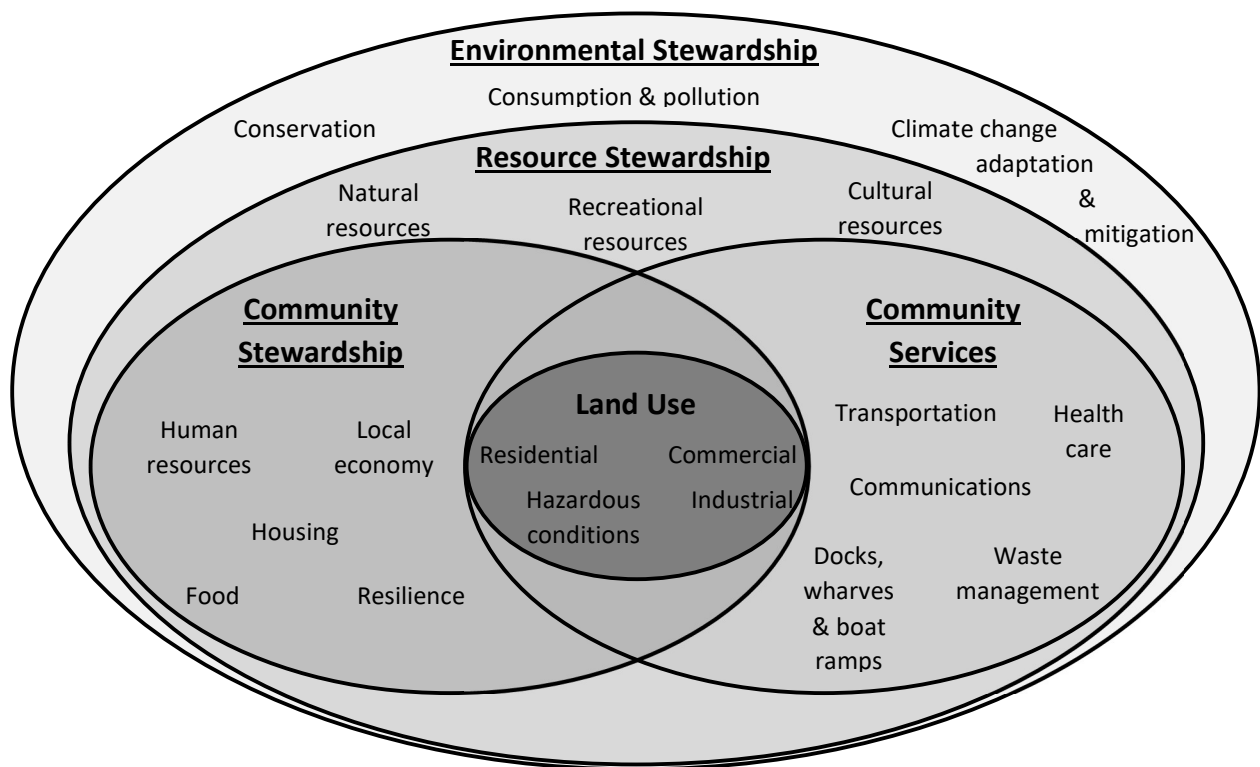 Environmental Stewardship
Consumption & pollution
Conservation
Climate change
adaptation
&
mitigation
Resource Stewardship
Natural
resources
Recreational
resources
Cultural
resources
Community
Stewardship
Human
resources
Local
economy
Housing
Food
Resilience
Land Use
Residential
Commercial
Hazardous
conditions
Industrial
Community
Services
Transportation
Health
care
Communications
Docks,
wharves
& boat
ramps
Waste
management